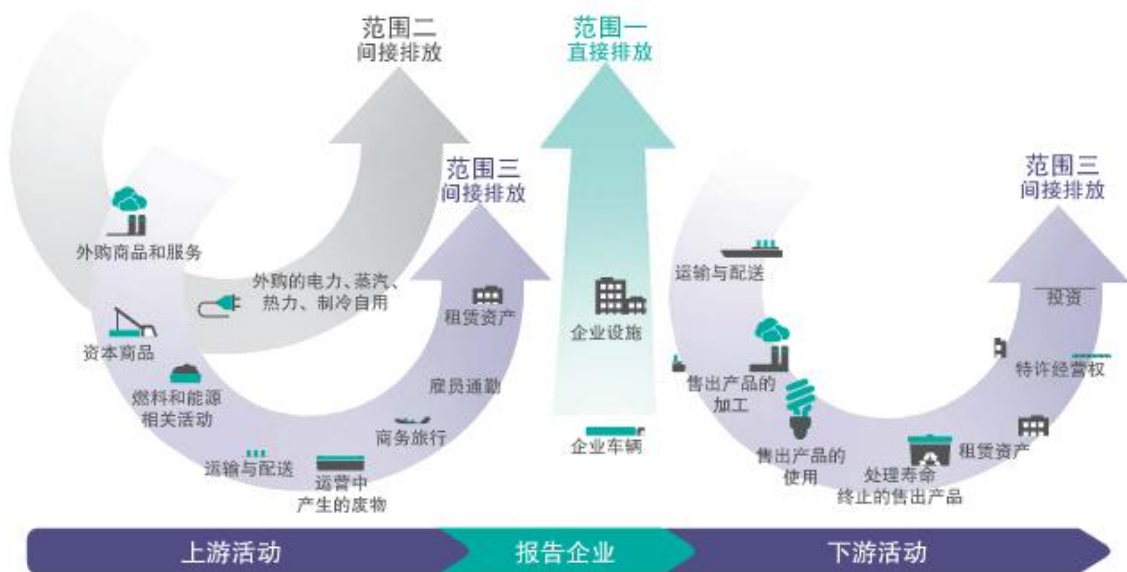 范围二
间接排放
范围一
直接排放
范围三
间接排放
范围三
间接排放
外购商品和服务
外购的电力、蒸汽、
热力、制冷自用
资本商品
燃料和能源
相关活动
运输与配送
运营中
产生的废物
商务旅行
雇员通勤
租赁资产
企业设施
企业车辆
运输与配送
售出产品的
加工
售出产品的
使用
处理寿命
终止的售出产品
租赁资产
特许经营权
投资
上游活动
报告企业
下游活动